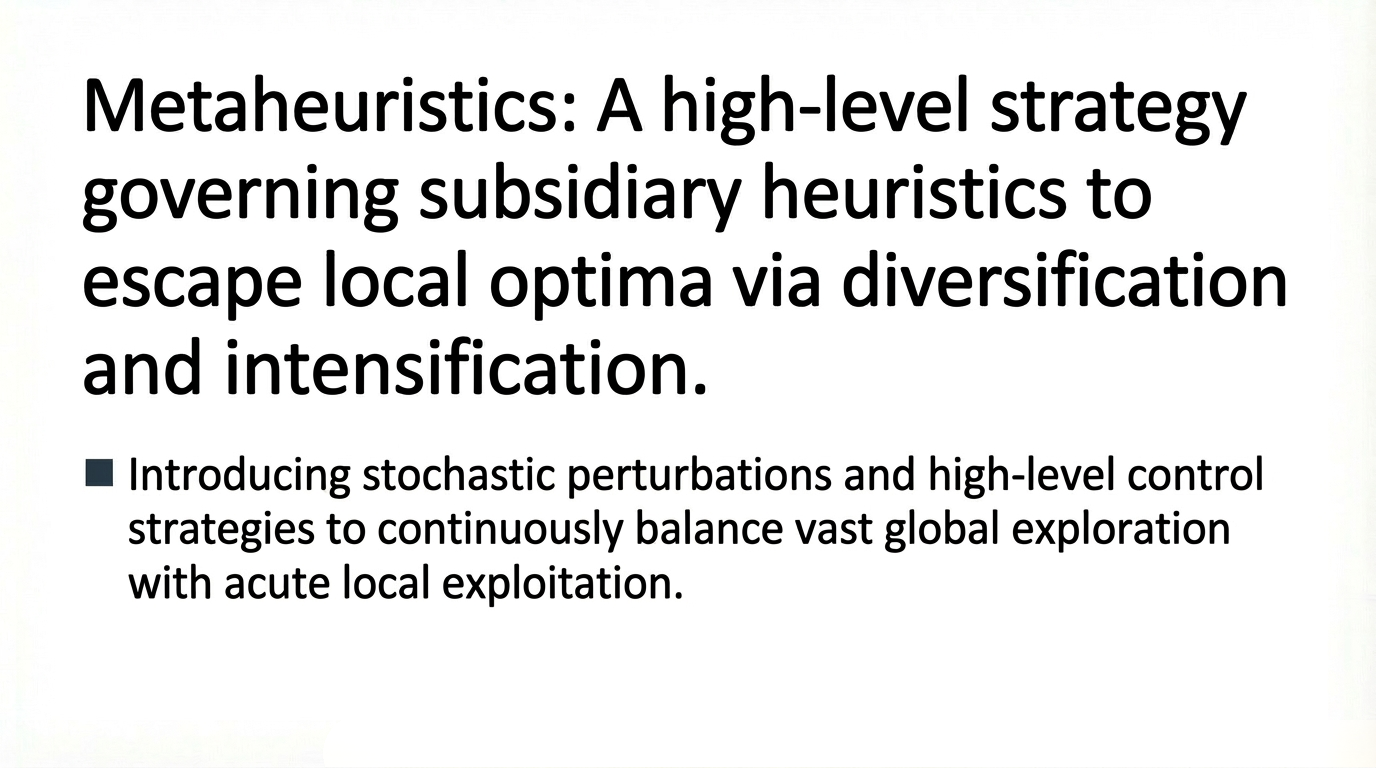 Metaheuristics: A high-level strategy
governing subsidiary heuristics to
escape local optima via diversification
and intensification.
Introducing stochastic perturbations and high-level control
strategies to continuously balance vast global exploration
with acute local exploitation.